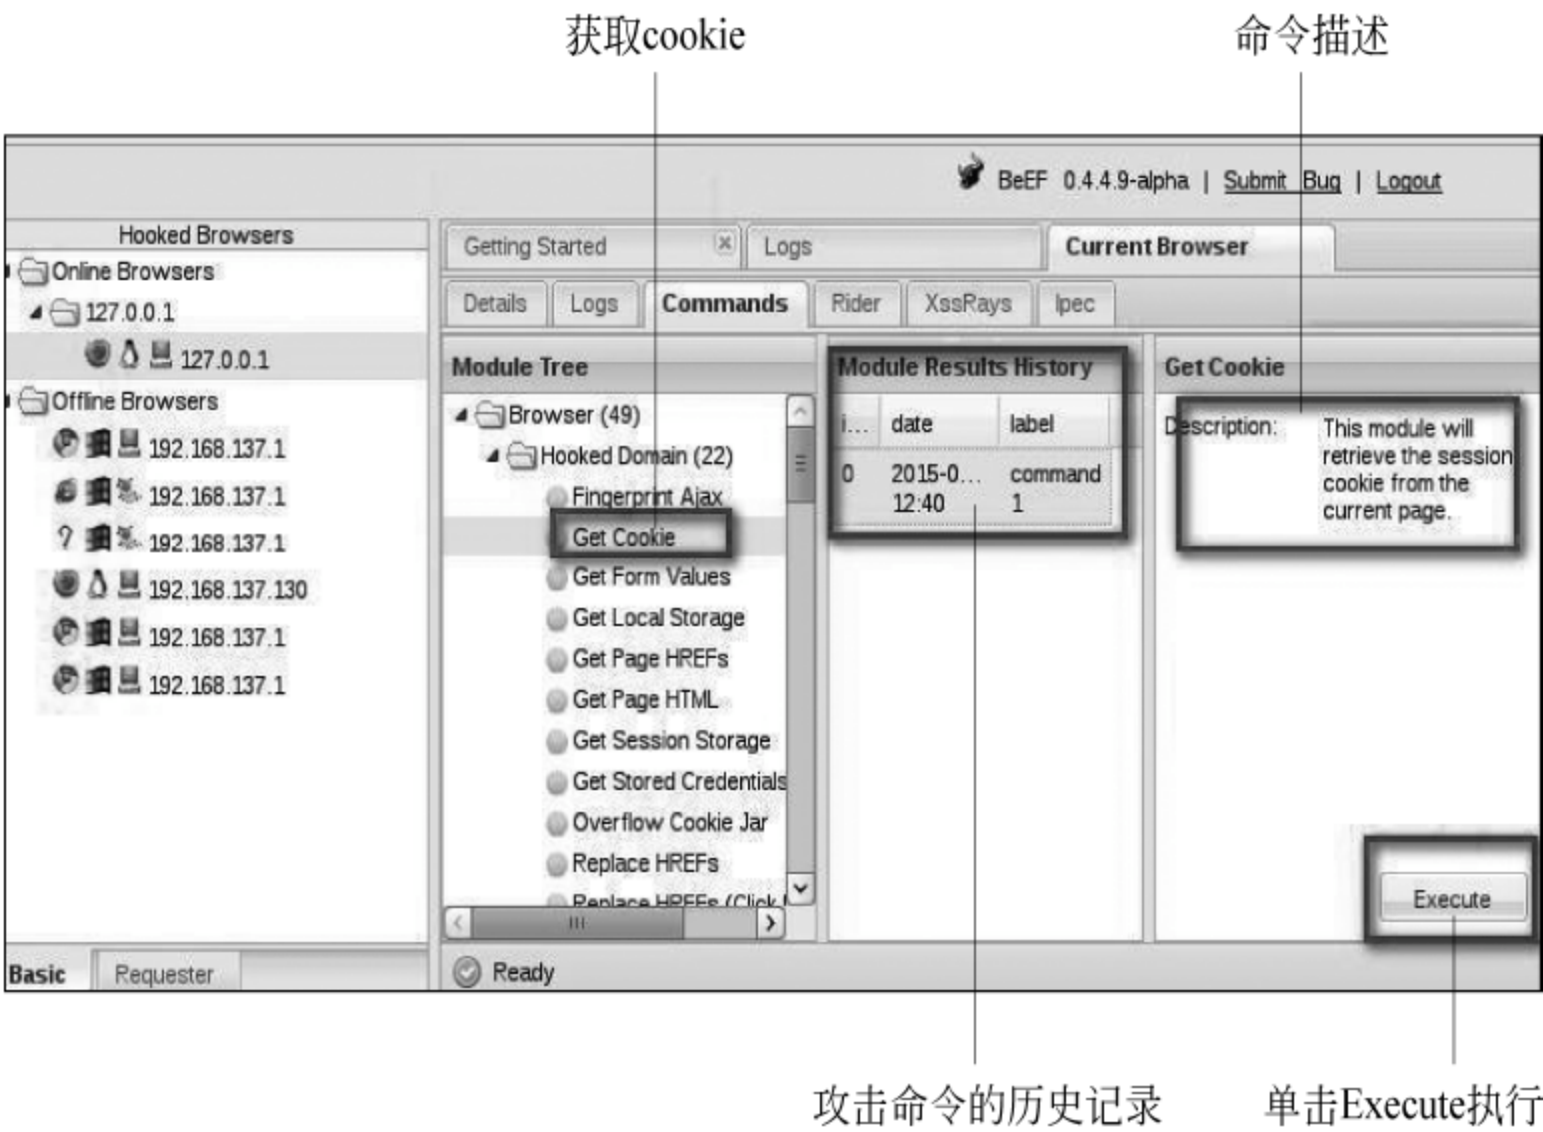 获取cookie
命令描述
BeEF 0.4.4.9-alpha | Submit Bug | Logout
Hooked Browsers
Getting Started
Logs
Current Browser
Online Browsers
127.0.0.1
127.0.0.1
Offline Browsers
192.168.137.1
192.168.137.1
192.168.137.1
192.168.137.130
192.168.137.1
192.168.137.1
Basic
Requester
Details
Logs
Commands
Rider
XssRays
Ipec
Module Tree
Browser (49)
Hooked Domain (22)
Fingerprint Ajax
Get Cookie
Get Form Values
Get Local Storage
Get Page HREFs
Get Page HTML
Get Session Storage
Get Stored Credentials
Overflow Cookie Jar
Replace HREFs
Replace HREFs (Click
Module Results History
i... date label
0 2015-0... command
12:40 1
Get Cookie
Description: This module will
retrieve the session
cookie from the
current page.
Execute
Ready
攻击命令的历史记录
单击Execute执行